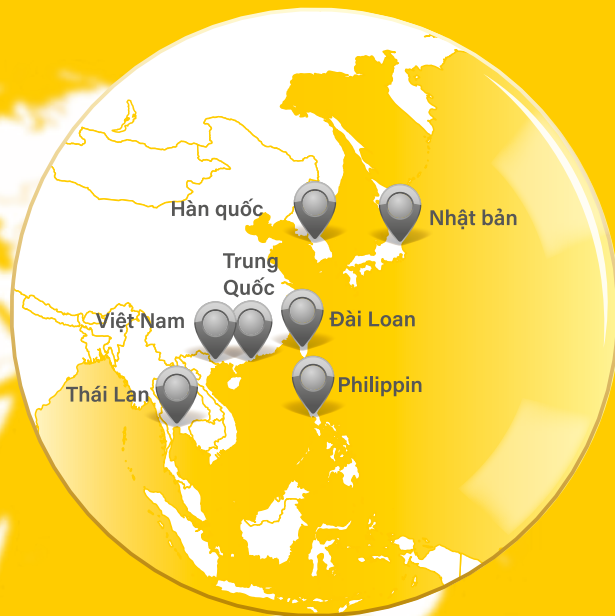 Hàn quốc
Nhật bản
Trung
Quốc
Việt Nam
Đài Loan
Thái Lan
Philippin